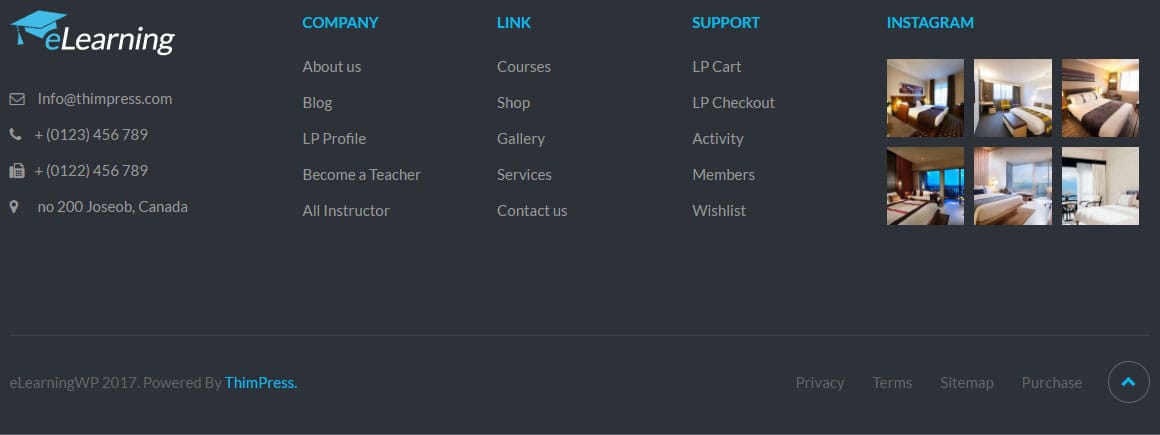 eLearning
Info@thimpress.com
+ (0123) 456 789
+ (0122) 456 789
no 200 Joseob, Canada
COMPANY
About us
Blog
LP Profile
Become a Teacher
All Instructor
LINK
Courses
Shop
Gallery
Services
Contact us
SUPPORT
LP Cart
LP Checkout
Activity
Members
Wishlist
INSTAGRAM
eLearningWP 2017. Powered By ThimPress.
Privacy Terms Sitemap Purchase